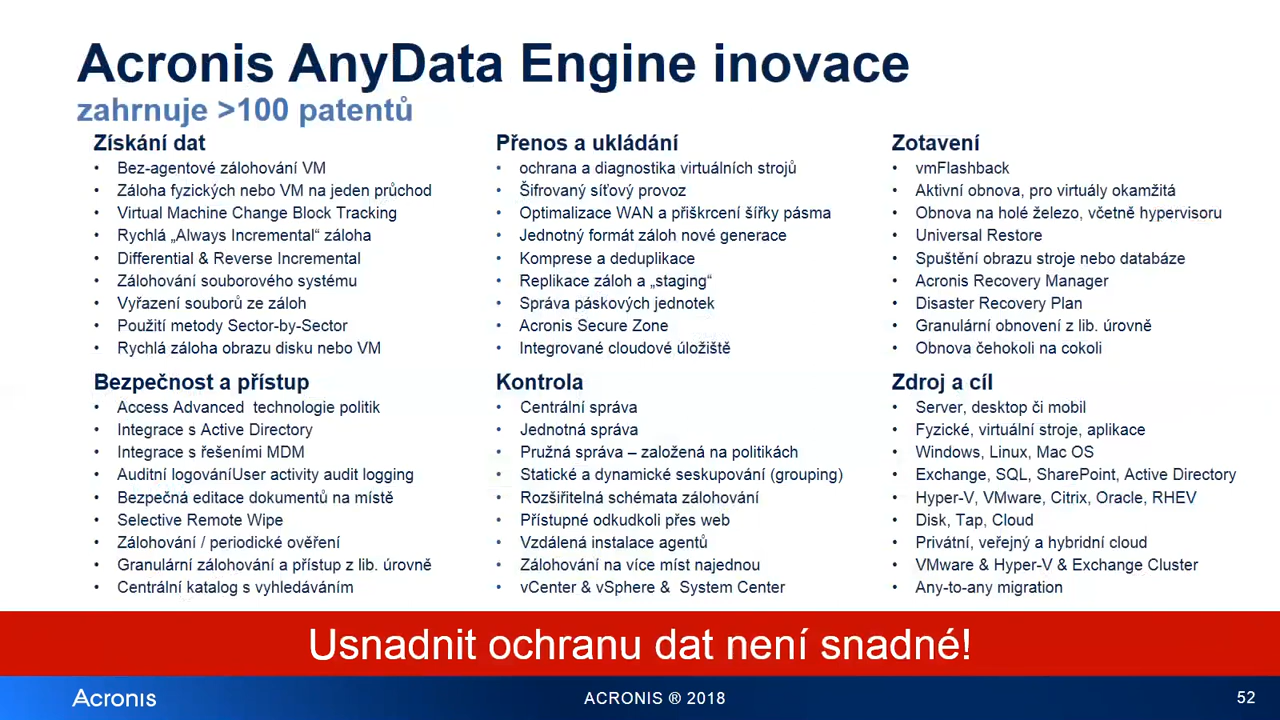 Acronis AnyData Engine inovace
zahrnuje >100 patentů
Získání dat
• Bez-agentové zálohování VM
• Záloha fyzických nebo VM na jeden průchod
• Virtual Machine Change Block Tracking
• Rychlá „Always Incremental“ záloha
• Differential & Reverse Incremental
• Zálohování souborového systému
• Vyřazení souborů ze záloh
• Použití metody Sector-by-Sector
• Rychlá záloha obrazu disku nebo VM
Přenos a ukládání
• ochrana a diagnostika virtuálních strojů
• Šifrovaný síťový provoz
• Optimalizace WAN a přiškrcení šířky pásma
• Jednotný formát záloh nové generace
• Komprese a deduplikace
• Replikace záloh a „staging“
• Správa páskových jednotek
• Acronis Secure Zone
• Integrované cloudové úložiště
Zotavení
• vmFlashback
• Aktivní obnova, pro virtuály okamžitá
• Obnova na holé železo, včetně hypervisoru
• Universal Restore
• Spuštění obrazu stroje nebo databáze
• Acronis Recovery Manager
• Disaster Recovery Plan
• Granulární obnovení z lib. úrovně
• Obnova čehokoli na cokoli
Bezpečnost a přístup
• Access Advanced  technologie politik
• Integrace s Active Directory
• Integrace s řešeními MDM
• Auditní logováníUser activity audit logging
• Bezpečná editace dokumentů na místě
• Selective Remote Wipe
• Zálohování / periodické ověření
• Granulární zálohování a přístup z lib. úrovně
• Centrální katalog s vyhledáváním
Kontrola
• Centrální správa
• Jednotná správa
• Pružná správa – založená na politikách
• Statické a dynamické seskupování (grouping)
• Rozšiřitelná schémata zálohování
• Přístupné odkudkoli přes web
• Vzdálená instalace agentů
• Zálohování na více míst najednou
• vCenter & vSphere &  System Center
Zdroj a cíl
• Server, desktop či mobil
• Fyzické, virtuální stroje, aplikace
• Windows, Linux, Mac OS
• Exchange, SQL, SharePoint, Active Directory
• Hyper-V, VMware, Citrix, Oracle, RHEV
• Disk, Tap, Cloud
• Privátní, veřejný a hybridní cloud
• VMware & Hyper-V & Exchange Cluster
• Any-to-any migration
Usnadnit ochranu dat není snadné!
Acronis
ACRONIS ® 2018
52